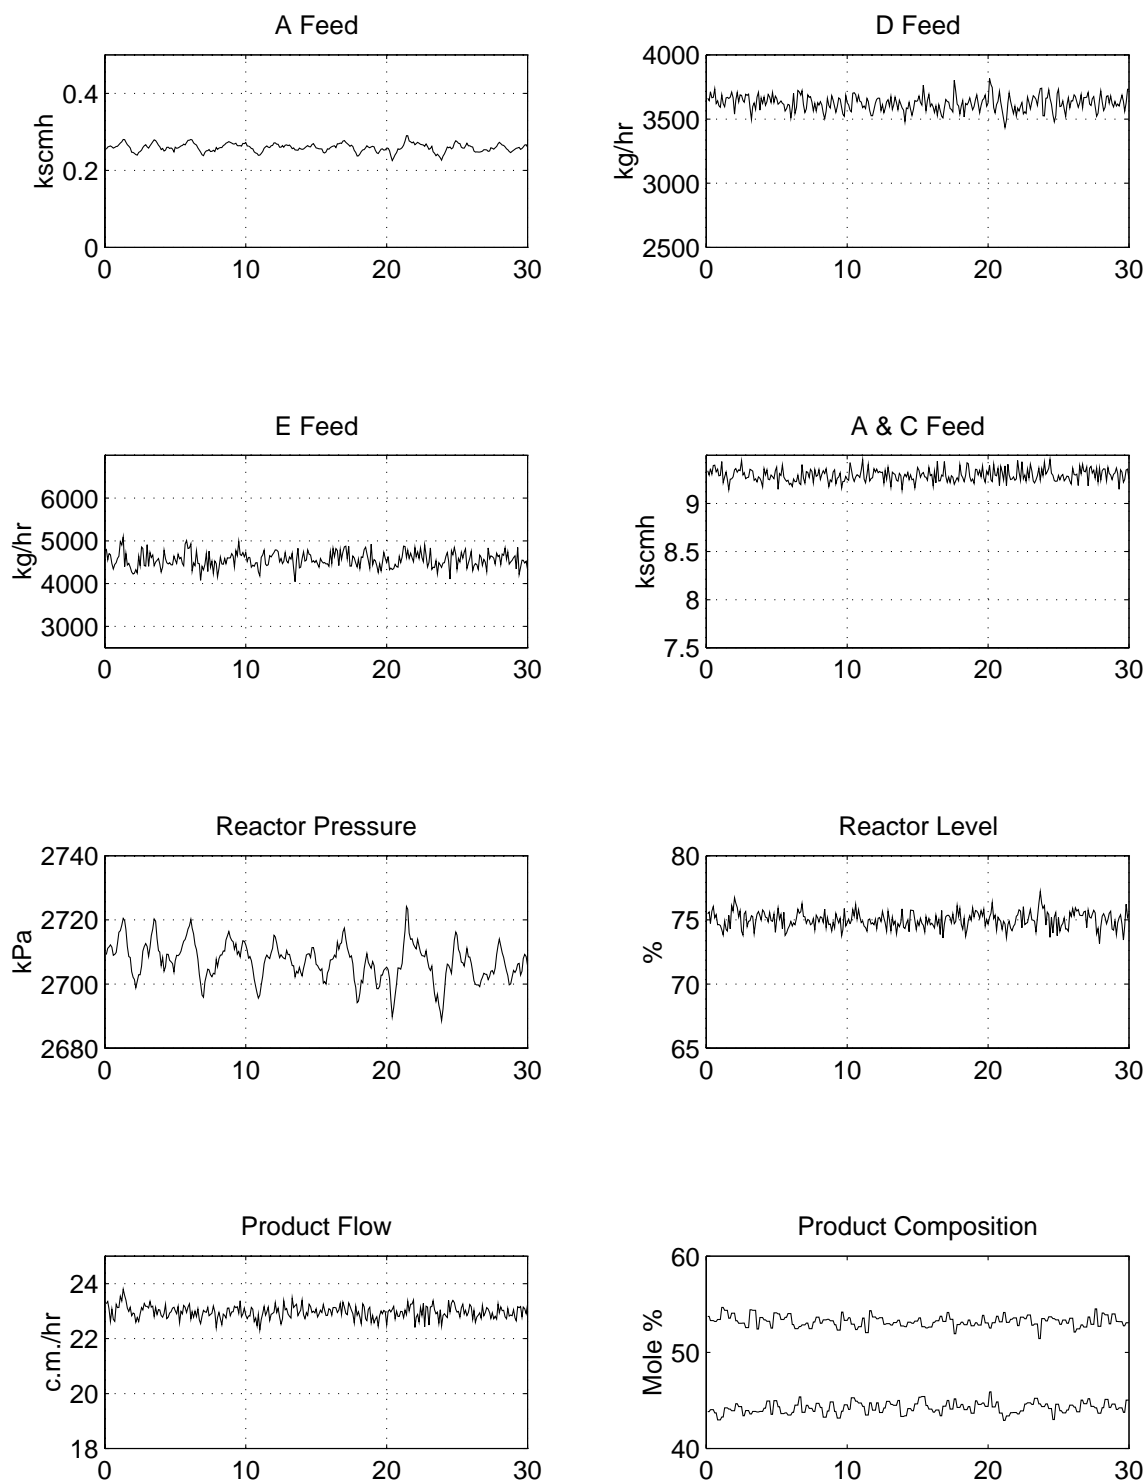 A Feed
kscmh
0.4
0.2
0
0 10 20 30
D Feed
kg/hr
4000
3500
3000
2500
0 10 20 30
E Feed
kg/hr
6000
5000
4000
3000
0 10 20 30
A & C Feed
kscmh
9
8.5
8
7.5
0 10 20 30
Reactor Pressure
kPa
2740
2720
2700
2680
0 10 20 30
Reactor Level
%
80
75
70
65
0 10 20 30
Product Flow
c.m./hr
24
22
20
18
0 10 20 30
Product Composition
Mole %
60
50
40
0 10 20 30